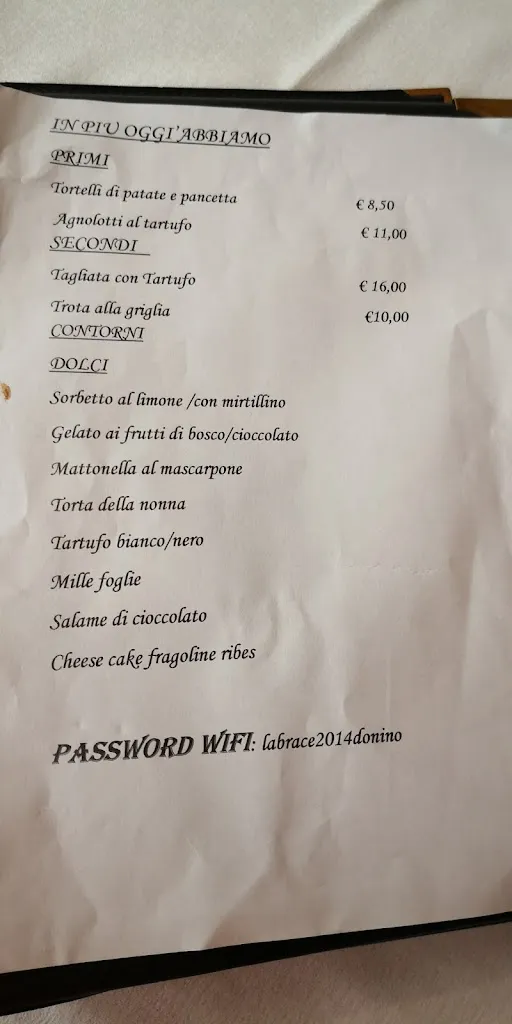 IN PIU OGGI'ABBIAMO
PRIMI
Tortelli di patate e pancetta € 8,50
Agnolotti al tartufo € 11,00
SECONDI
Tagliata con Tartufo € 16,00
Trota alla griglia €10,00
CONTORNI
DOLCI
Sorbetto al limone /con mirtillino
Gelato ai frutti di bosco/cioccolato
Mattonella al mascarpone
Torta della nonna
Tartufo bianco/nero
Mille foglie
Salame di cioccolato
Cheese cake fragoline ribes
PASSWORD WIFI: labrace2014donino